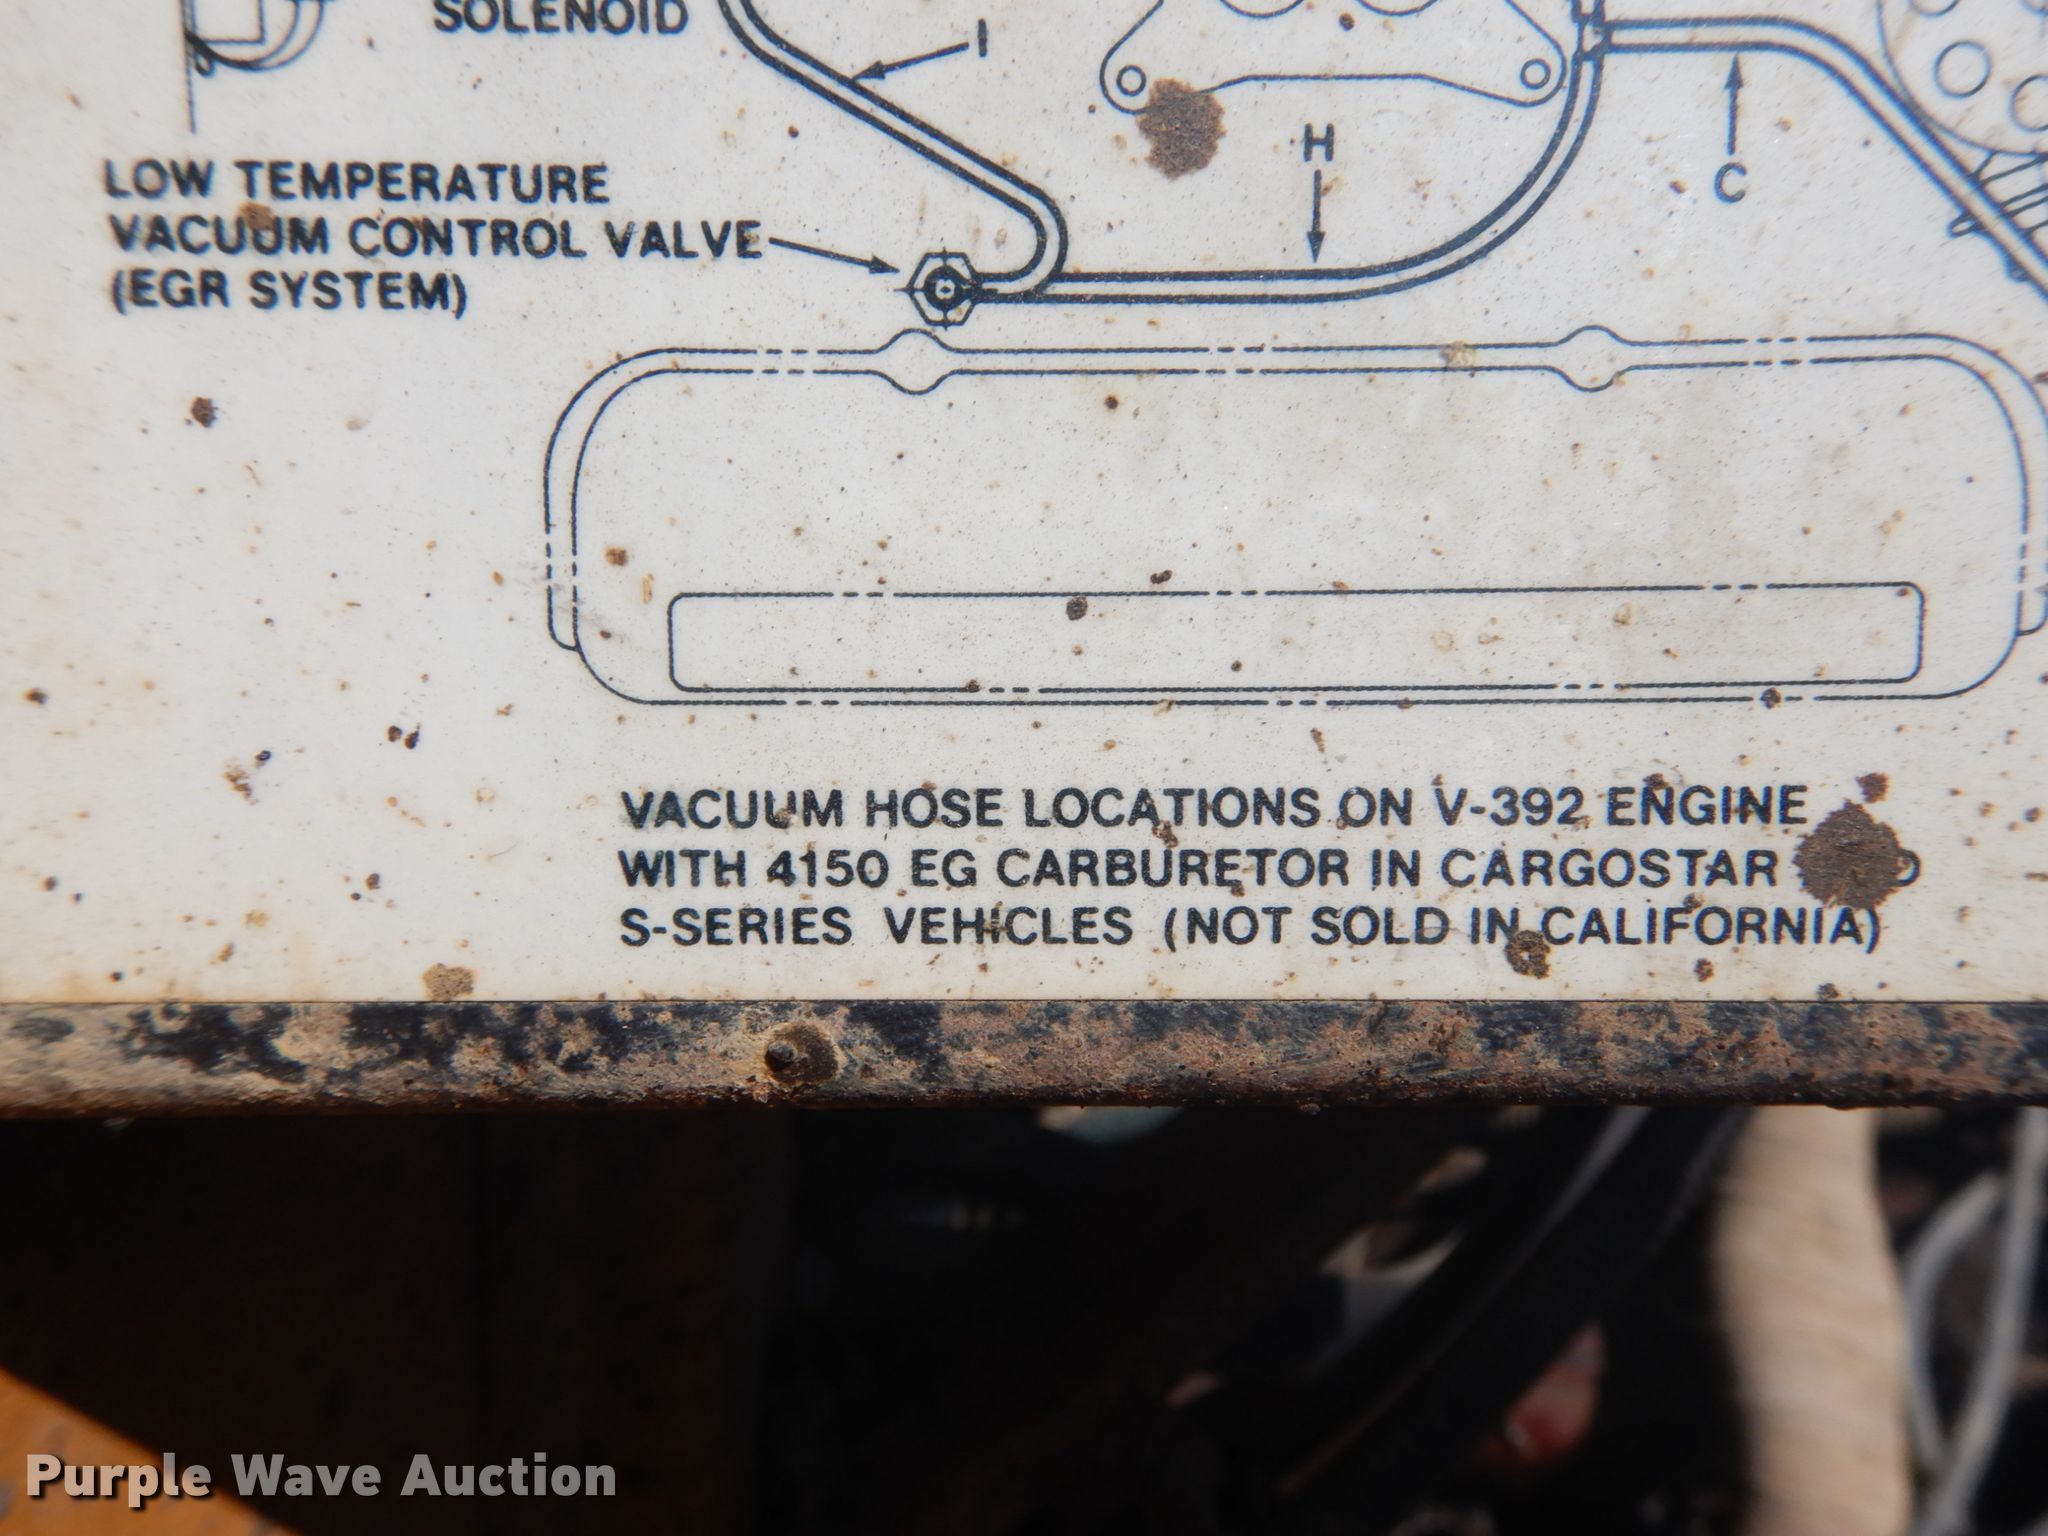 SOLENOID
I
H
C
LOW TEMPERATURE
VACUUM CONTROL VALVE
(EGR SYSTEM)
VACUUM HOSE LOCATIONS ON V-392 ENGINE
WITH 4150 EG CARBURETOR IN CARGOSTAR
S-SERIES VEHICLES (NOT SOLD IN CALIFORNIA)
Purple Wave Auction